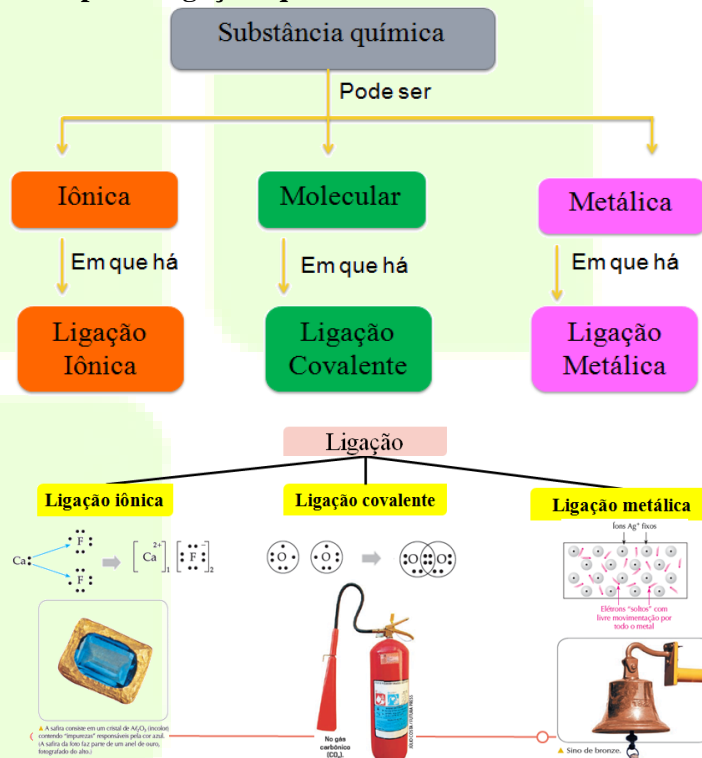 Substância química
Pode ser
Iônica
Molecular
Metálica
Em que há
Em que há
Em que há
Ligação
Iônica
Ligação
Covalente
Ligação
Metálica
Ligação
Ligação iônica
Ligação covalente
Ligação metálica
Íons Ag⁺ fixos
Ca F F Ca 2+ 1 F - 2
O O O O
Elétrons "soltos" com
livre movimentação por
todo o metal
A safira consiste em um cristal de Aℓ₂O₃ (incolor)
contendo "impurezas" responsáveis pela cor azul.
(A safira da foto faz parte de um anel de ouro,
fotografado do alto.)
No gás
carbônico
(CO₂).
Sino de bronze.